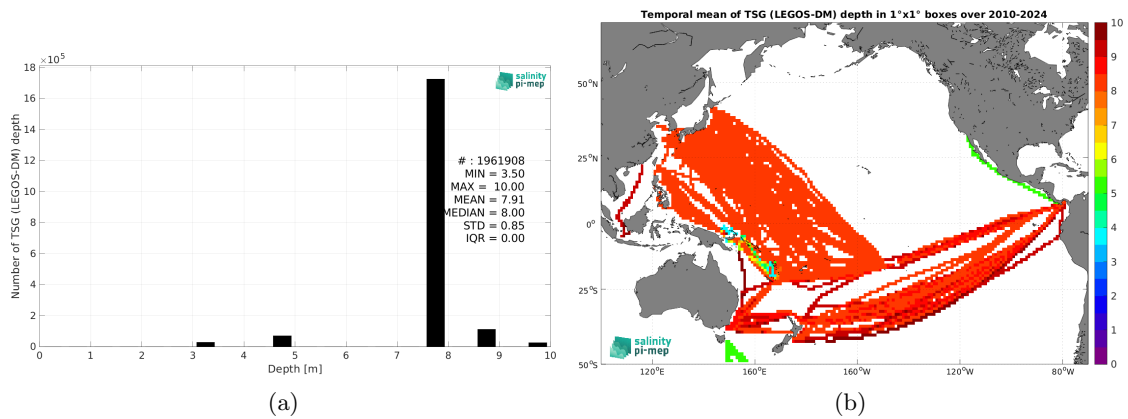 Temporal mean of TSG (LEGOS-DM) depth in 1°x1° boxes over 2010-2024
×10⁵
18
16
14
12
10
8
6
4
2
0
Number of TSG (LEGOS-DM) depth
salinity
pi-mep
# : 1961908
MIN = 3.50
MAX = 10.00
MEAN = 7.91
MEDIAN = 8.00
STD = 0.85
IQR = 0.00
0 1 2 3 4 5 6 7 8 9 10
Depth [m]
(a)
50°N
25°N
0°
25°S
50°S
120°E 160°E 160°W 120°W 80°W
salinity
pi-mep
10
9
8
7
6
5
4
3
2
1
0
(b)